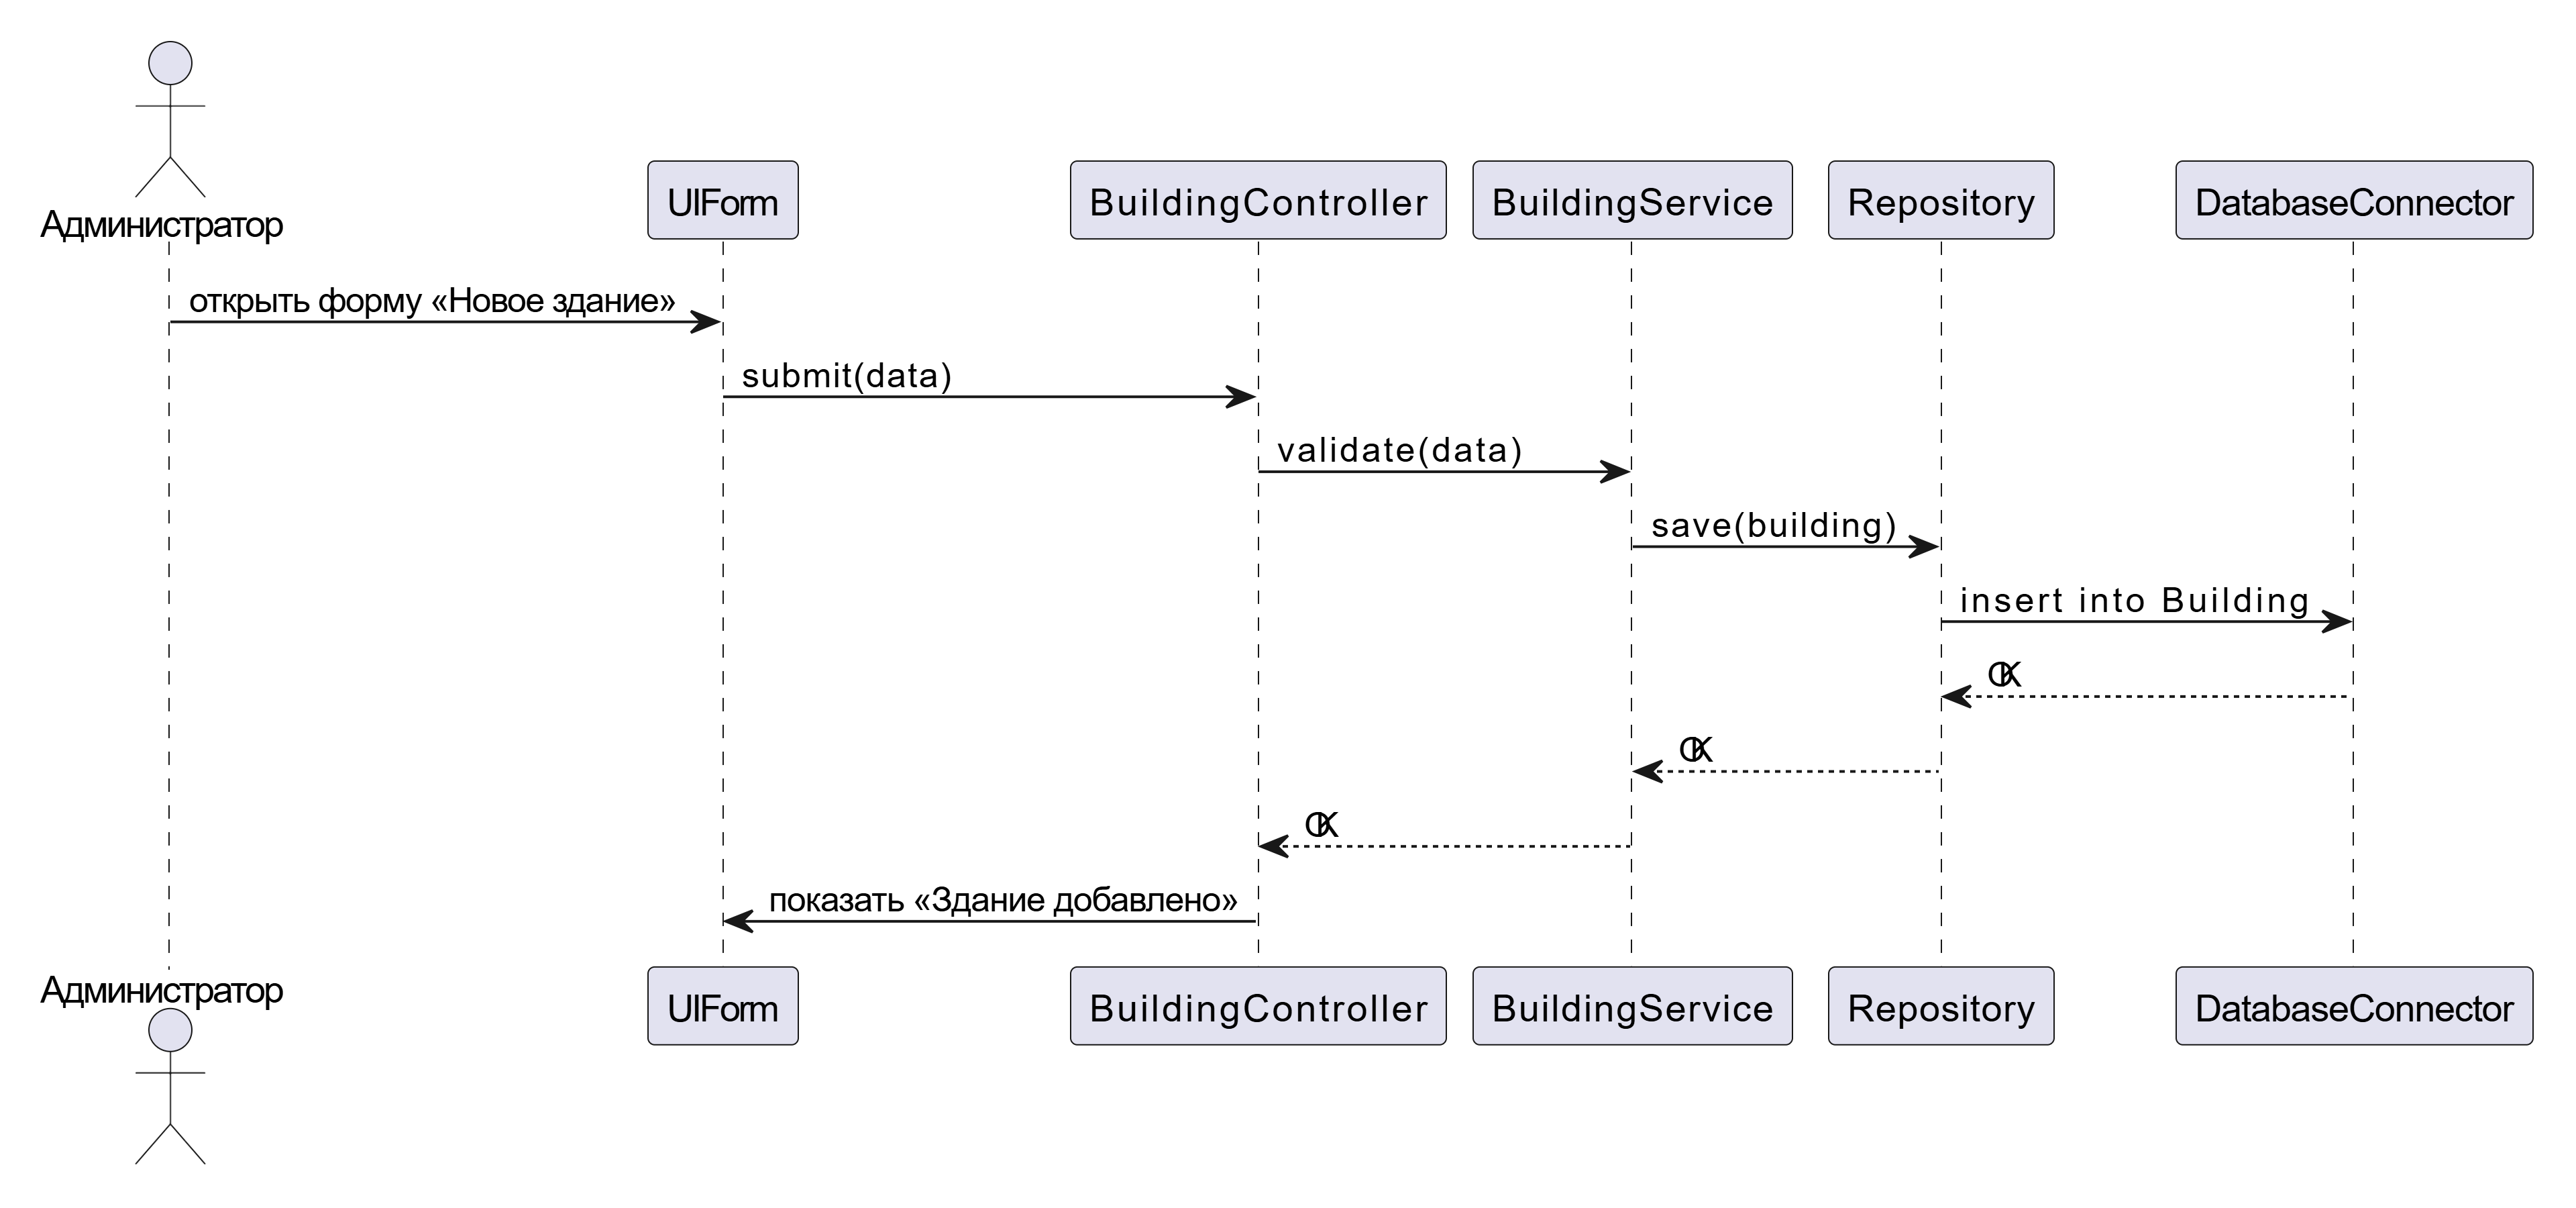 Администратор
UIForm
BuildingController
BuildingService
Repository
DatabaseConnector
открыть форму «Новое здание»
submit(data)
validate(data)
save(building)
insert into Building
OK
OK
OK
показать «Здание добавлено»
Администратор
UIForm
BuildingController
BuildingService
Repository
DatabaseConnector